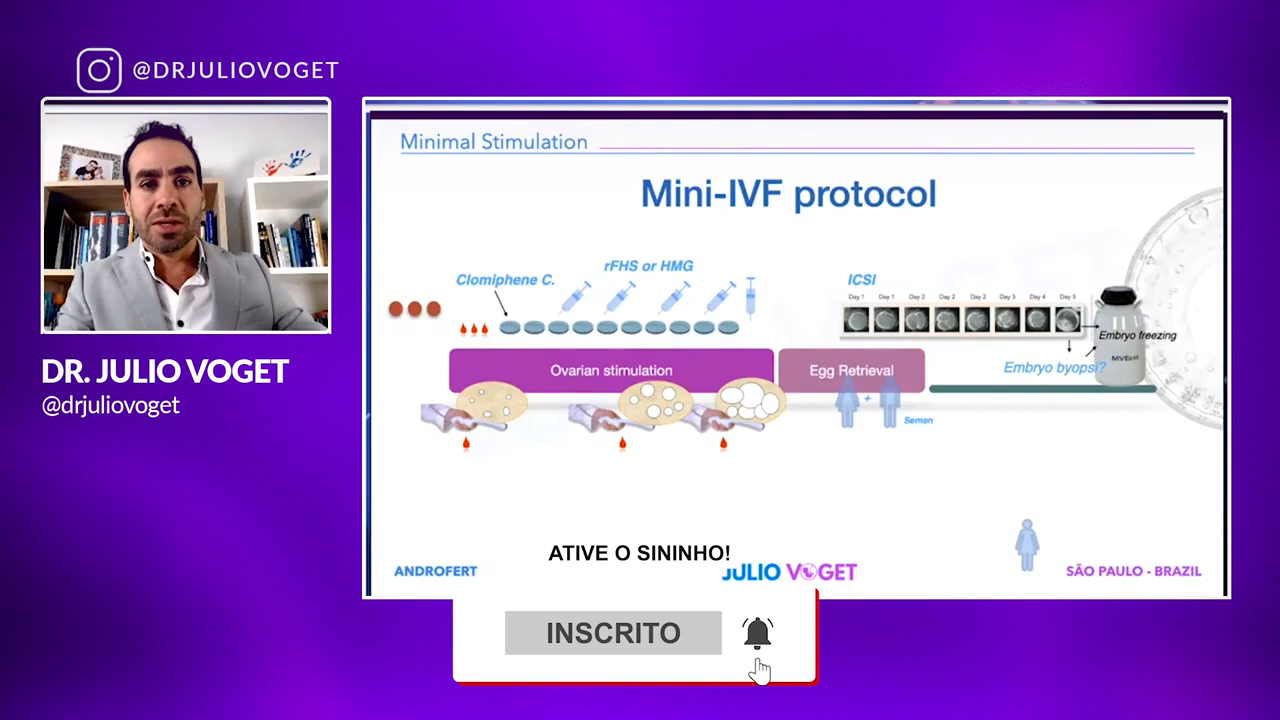 @DRJULIOVOGET
DR. JULIO VOGET
@drjuliovoget
Minimal Stimulation
Mini-IVF protocol
Clomiphene C.
rFHS or HMG
ICSI
Day 1 Day 1 Day 2 Day 2 Day 2 Day 3 Day 4 Day 5
Embryo freezing
Embryo byopsi?
Ovarian stimulation
Egg Retrieval
+
Semen
ATIVE O SININHO!
ANDROFERT
JULIO VOGET
SÃO PAULO - BRAZIL
INSCRITO